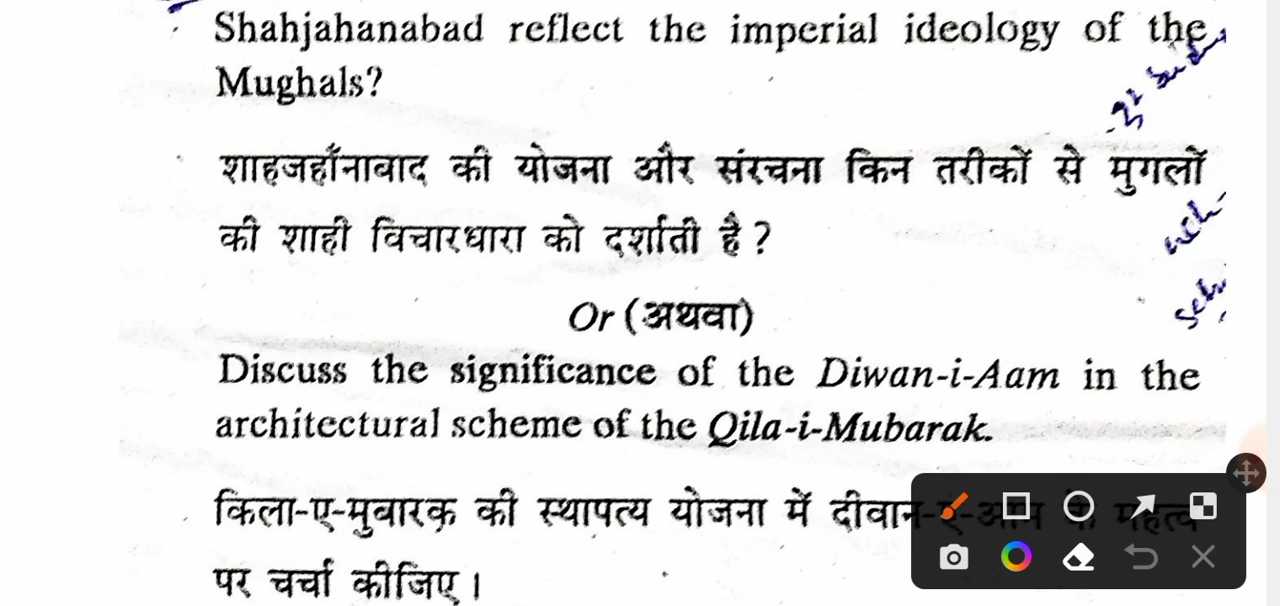 Shahjahanabad reflect the imperial ideology of the
Mughals?
शाहजहाँनाबाद की योजना और संरचना किन तरीकों से मुगलों
की शाही विचारधारा को दर्शाती है ?
Or (अथवा)
Discuss the significance of the Diwan-i-Aam in the
architectural scheme of the Qila-i-Mubarak.
किला-ए-मुबारक़ की स्थापत्य योजना में दीवान-ए-आम के महत्व
पर चर्चा कीजिए ।